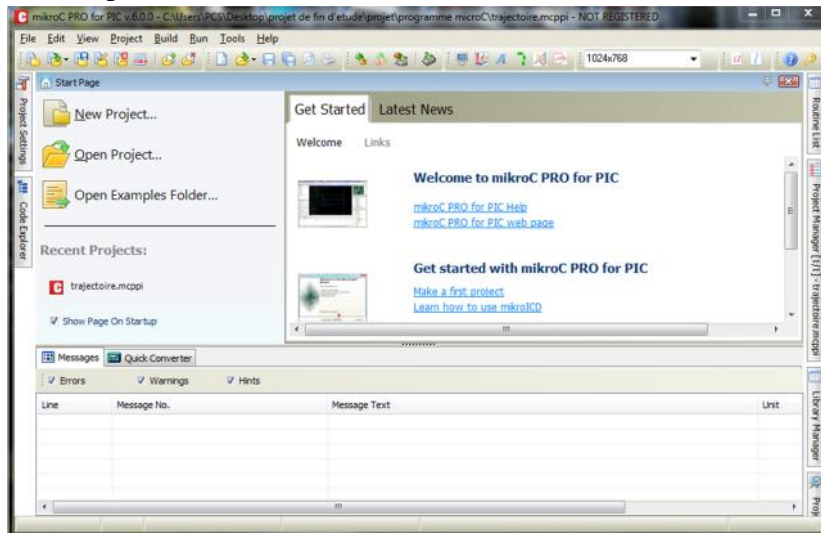 mikroC PRO for PIC v.6.0.0 - C:\Users\PCS\Desktop\projet de fin d'etude\projet\programme microC\trajectoire.mcppi - NOT REGISTERED
File Edit View Project Build Run Tools Help
1024x768
Start Page
Project Settings
Code Explorer
New Project...
Open Project...
Open Examples Folder...
Recent Projects:
trajectoire.mcppi
Show Page On Startup
Get Started Latest News
Welcome Links
Welcome to mikroC PRO for PIC
mikroC PRO for PIC Help
mikroC PRO for PIC web page
Get started with mikroC PRO for PIC
Make a first project
Learn how to use mikroICD
Routine List
Project Manager [1/1] - trajectoire.mcppi
Library Manager
Messages Quick Converter
Errors Warnings Hints
Line Message No. Message Text Unit